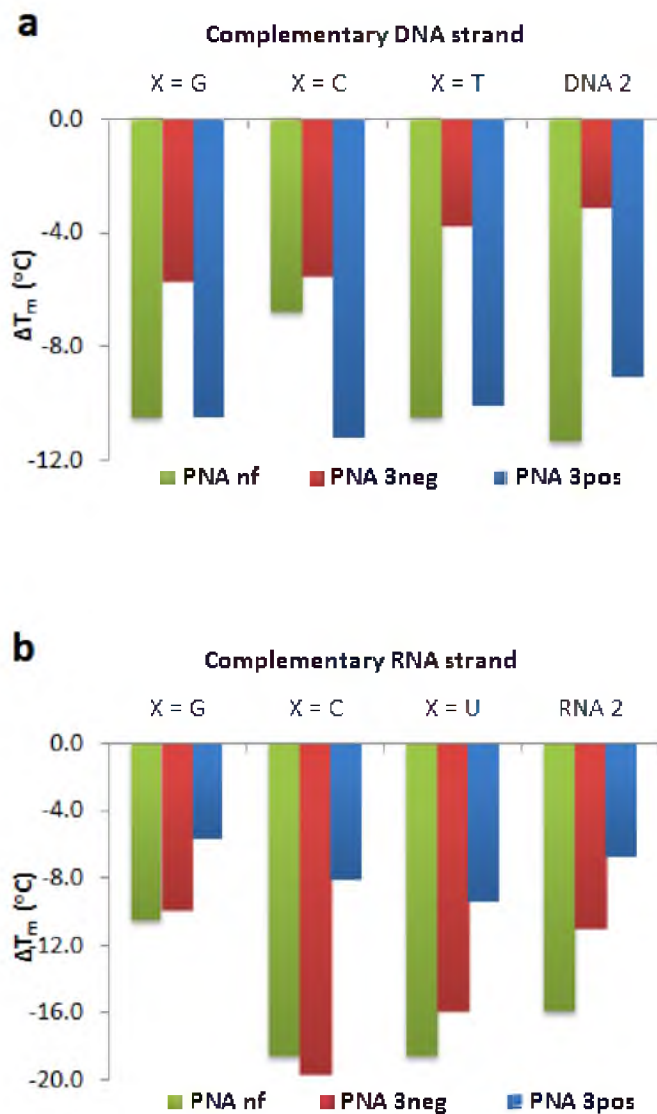 a
Complementary DNA strand
X = G X = C X = T DNA 2
0.0
-4.0
-8.0
-12.0
ΔTm (°C)
PNA nf PNA 3neg PNA 3pos
b
Complementary RNA strand
X = G X = C X = U RNA 2
0.0
-4.0
-8.0
-12.0
-16.0
-20.0
ΔTm (°C)
PNA nf PNA 3neg PNA 3pos